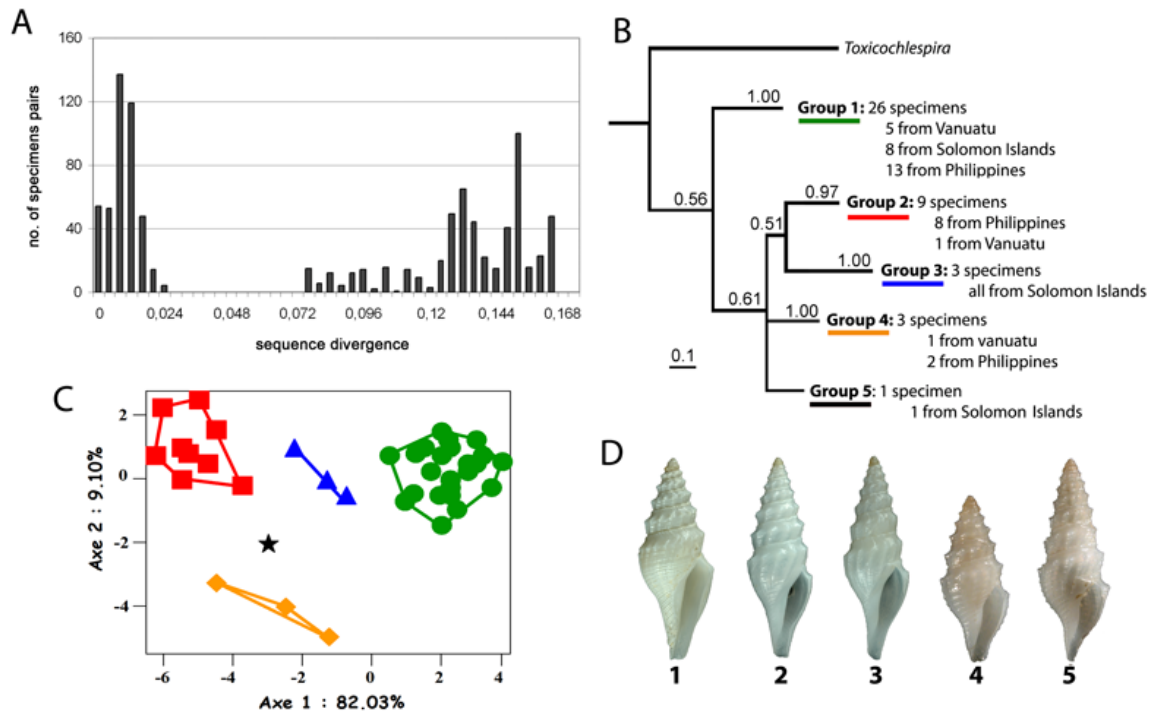 A
160
120
80
40
0
no. of specimens pairs
0 0,024 0,048 0,072 0,096 0,12 0,144 0,168
sequence divergence
B
Toxicochlespira
1.00
Group 1: 26 specimens
5 from Vanuatu
8 from Solomon Islands
13 from Philippines
0.56
0.97
Group 2: 9 specimens
8 from Philippines
1 from Vanuatu
0.51
1.00
Group 3: 3 specimens
all from Solomon Islands
0.61
1.00
Group 4: 3 specimens
1 from vanuatu
2 from Philippines
0.1
Group 5: 1 specimen
1 from Solomon Islands
C
2
0
-2
-4
Axe 2 : 9.10%
-6 -4 -2 0 2 4
Axe 1 : 82.03%
D
1 2 3 4 5